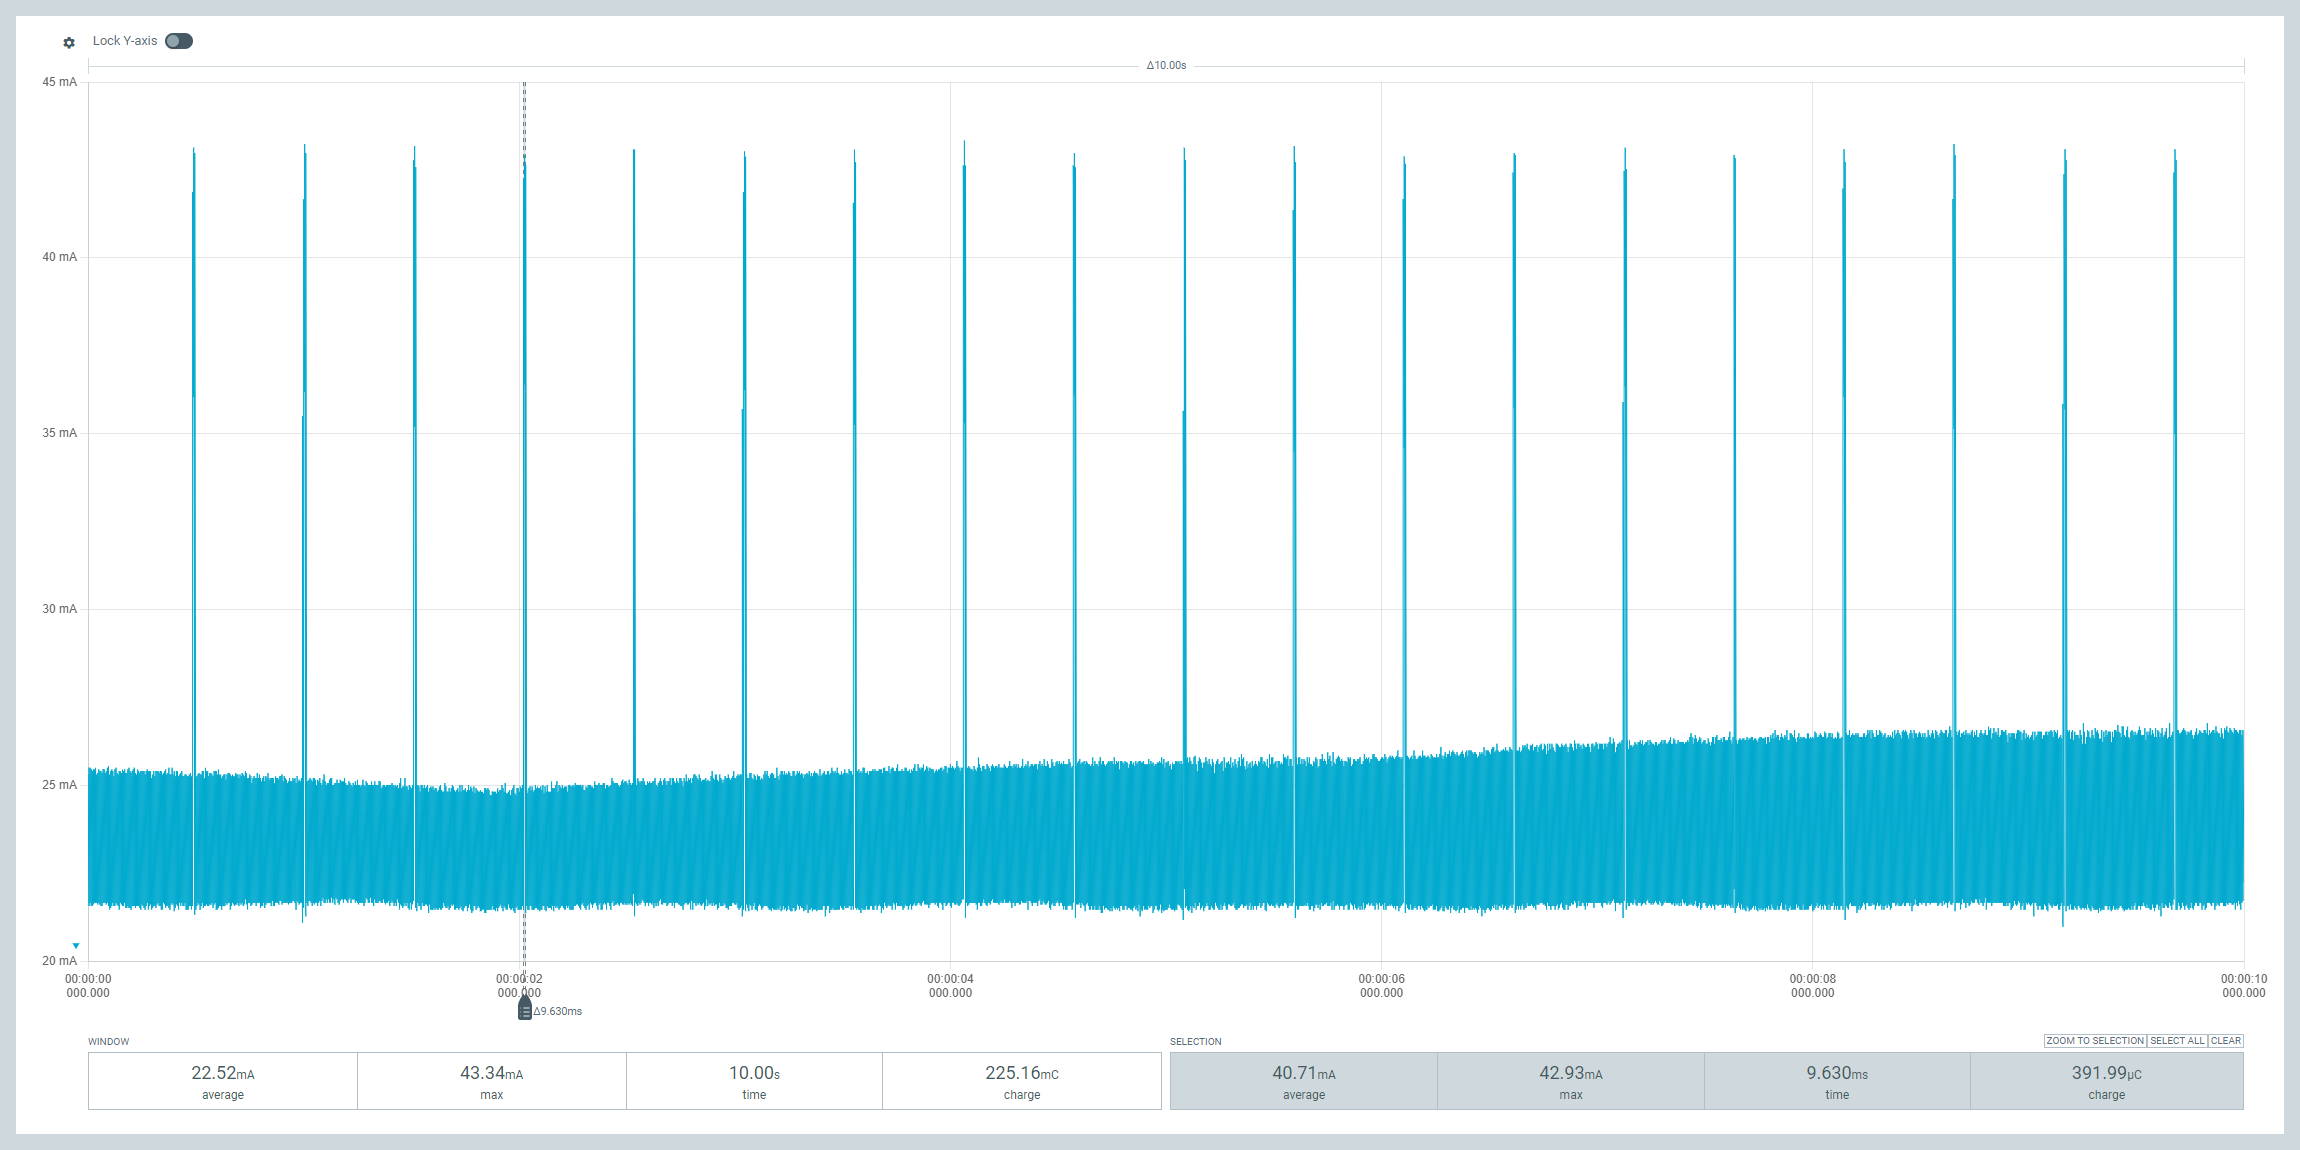 Lock Y-axis
Δ10.00s
45 mA
40 mA
35 mA
30 mA
25 mA
20 mA
00:00:00 00:00:02 00:00:04 00:00:06 00:00:08 00:00:10
000.000 000.000 000.000 000.000 000.000 000.000
Δ9.630ms
WINDOW
22.52mA 43.34mA 10.00s 225.16mC
average max time charge
SELECTION ZOOM TO SELECTION SELECT ALL CLEAR
40.71mA 42.93mA 9.630ms 391.99µC
average max time charge